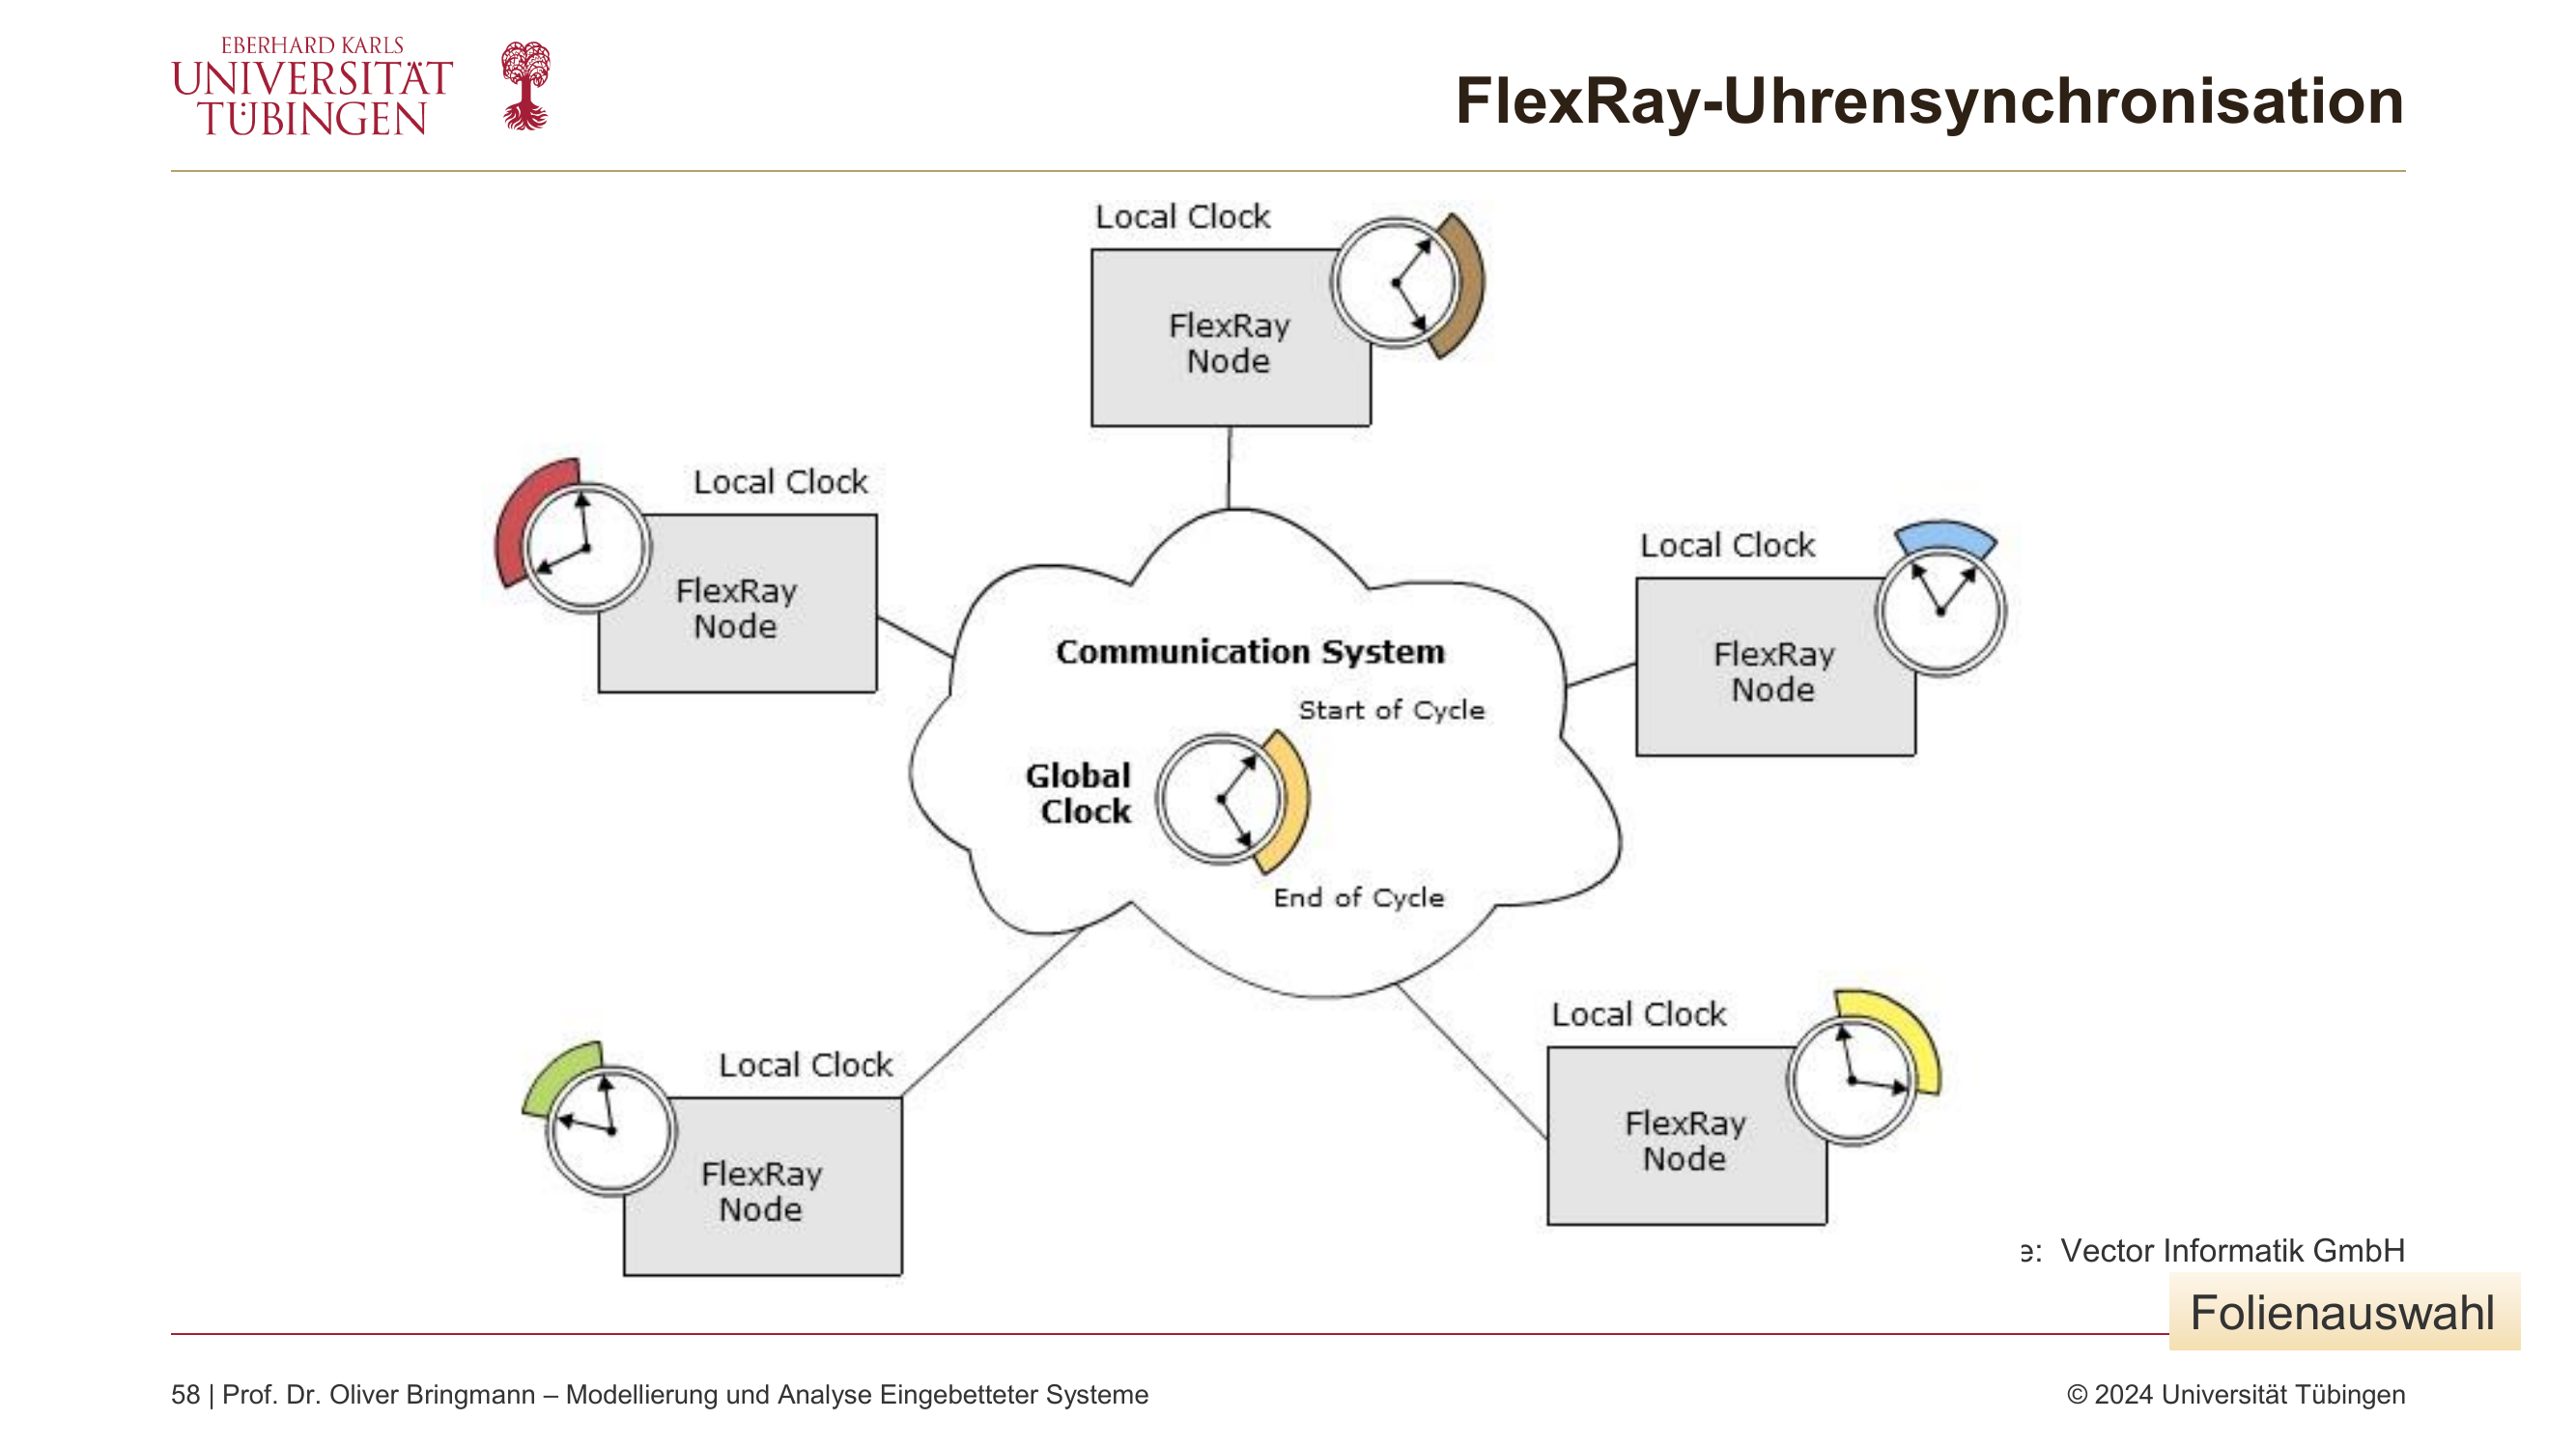 EBERHARD KARLS
UNIVERSITÄT
TÜBINGEN
FlexRay-Uhrensynchronisation
Local Clock
FlexRay
Node
Local Clock
FlexRay
Node
Local Clock
FlexRay
Node
Communication System
Start of Cycle
Global
Clock
End of Cycle
Local Clock
FlexRay
Node
Local Clock
FlexRay
Node
Vector Informatik GmbH
Folienauswahl
58 | Prof. Dr. Oliver Bringmann – Modellierung und Analyse Eingebetteter Systeme
© 2024 Universität Tübingen